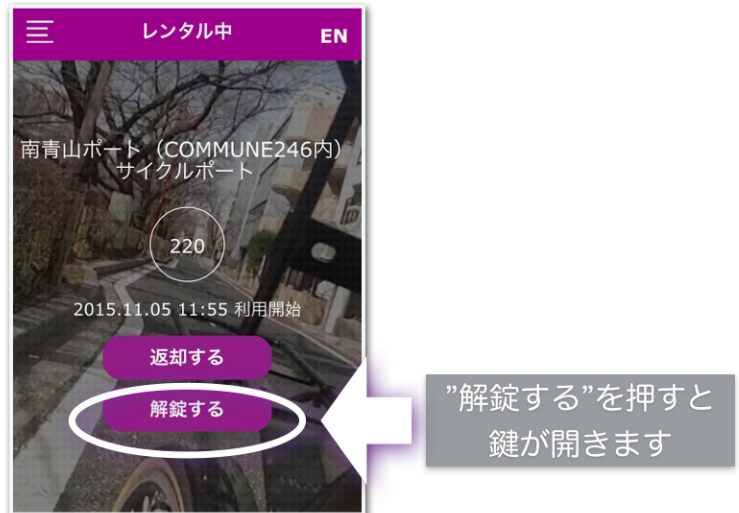 レンタル中
EN
南青山ポート（COMMUNE246内）
サイクルポート
220
2015.11.05 11:55 利用開始
返却する
解錠する
”解錠する”を押すと
鍵が開きます